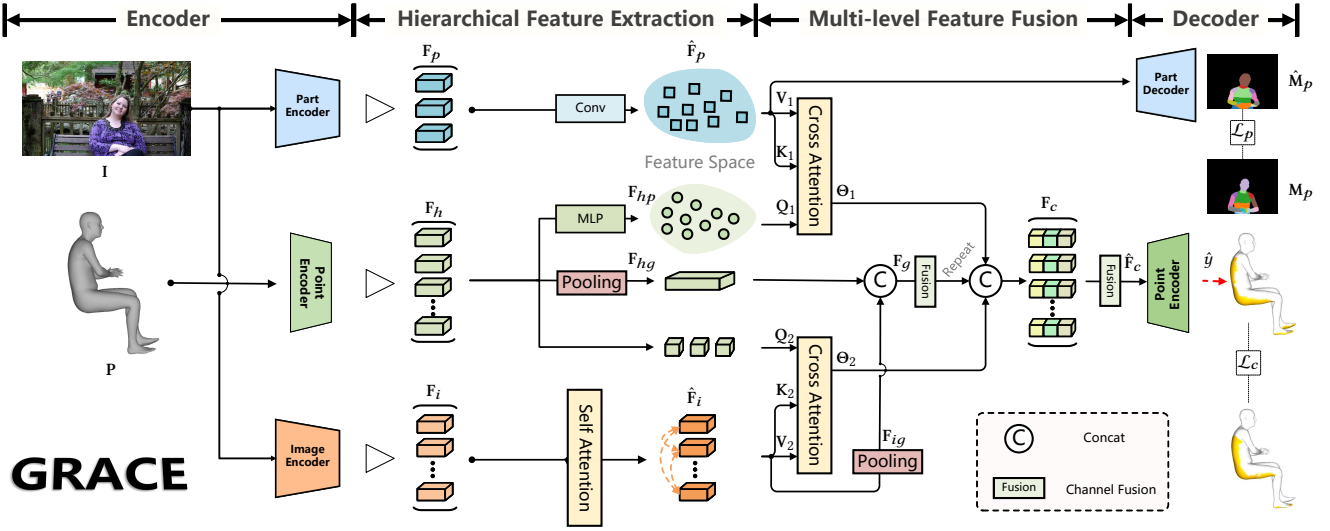 Encoder
Hierarchical Feature Extraction
Multi-level Feature Fusion
Decoder
I
P
Part
Encoder
Point
Encoder
Image
Encoder
F_p
F_h
F_i
Conv
F̂_p
Feature Space
MLP
F_hp
Pooling
F_hg
Self Attention
F̂_i
V_1
K_1
Q_1
Cross Attention
Θ_1
Q_2
K_2
V_2
Cross Attention
Θ_2
F_ig
Pooling
C
F_g
Fusion
Repeat
C
F_c
Fusion
F̂_c
Part
Decoder
M̂_p
ℒ_p
M_p
Point
Encoder
ŷ
ℒ_c
C
Concat
Fusion
Channel Fusion
GRACE